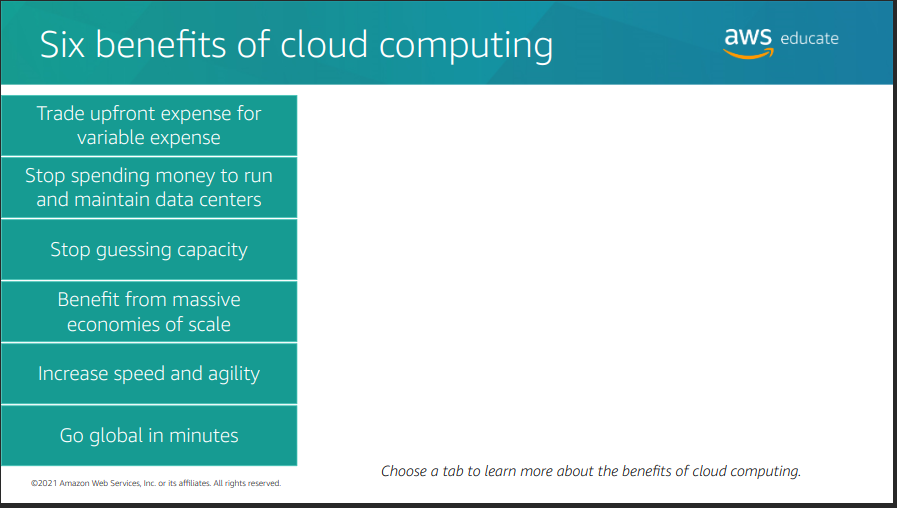 Six benefits of cloud computing
aws educate
Trade upfront expense for
variable expense
Stop spending money to run
and maintain data centers
Stop guessing capacity
Benefit from massive
economies of scale
Increase speed and agility
Go global in minutes
Choose a tab to learn more about the benefits of cloud computing.
©2021 Amazon Web Services, Inc. or its affiliates. All rights reserved.